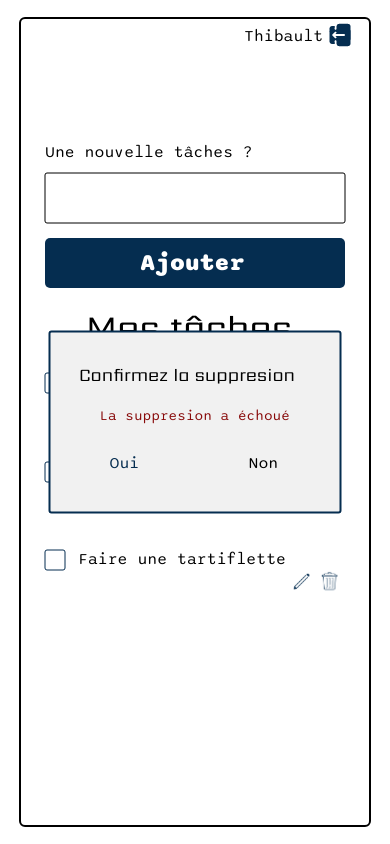 Thibault
Une nouvelle tâches ?
Ajouter
Mes tâches
Confirmez la suppresion
La suppresion a échoué
Oui Non
Faire une tartiflette